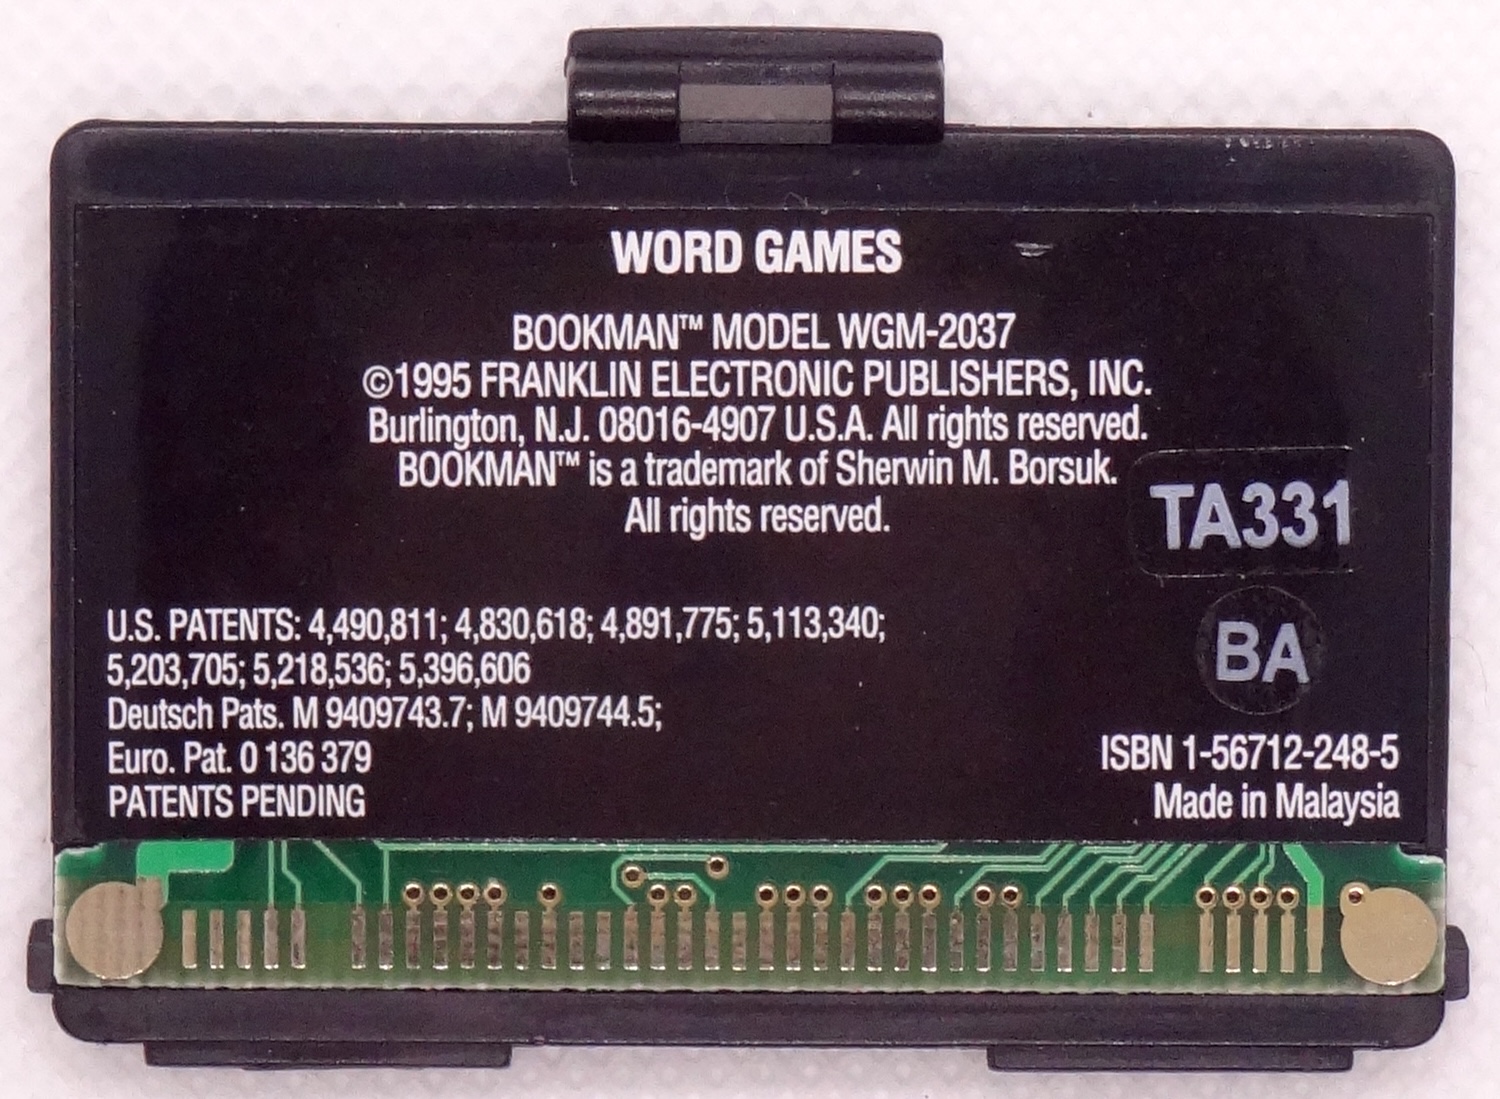 WORD GAMES
BOOKMAN™ MODEL WGM-2037
©1995 FRANKLIN ELECTRONIC PUBLISHERS, INC.
Burlington, N.J. 08016-4907 U.S.A. All rights reserved.
BOOKMAN™ is a trademark of Sherwin M. Borsuk.
All rights reserved.
TA331
BA
U.S. PATENTS: 4,490,811; 4,830,618; 4,891,775; 5,113,340;
5,203,705; 5,218,536; 5,396,606
Deutsch Pats. M 9409743.7; M 9409744.5;
Euro. Pat. 0 136 379
PATENTS PENDING
ISBN 1-56712-248-5
Made in Malaysia